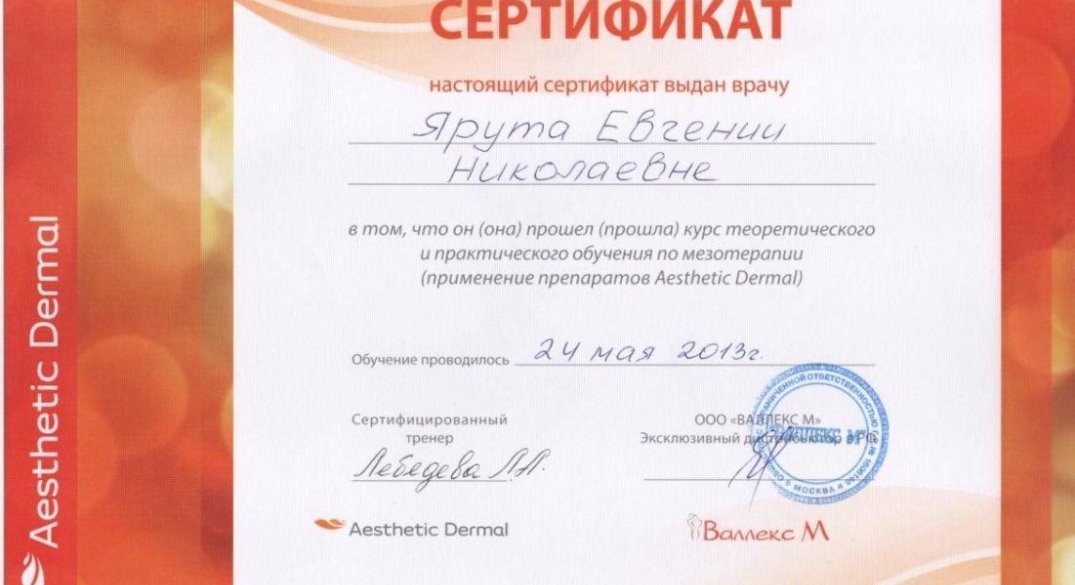 СЕРТИФИКАТ
настоящий сертификат выдан врачу
Ярута Евгении
Николаевне
в том, что он (она) прошел (прошла) курс теоретического
и практического обучения по мезотерапии
(применение препаратов Aesthetic Dermal)
Обучение проводилось 24 мая 2013г.
Сертифицированный
тренер
Лебедева Л.П.
ООО «ВАЛЛЕКС М»
Эксклюзивный дистрибьютор в РФ
ВАЛЛЕКС М
МОСКВА
Aesthetic Dermal
Валлекс М
Aesthetic Dermal